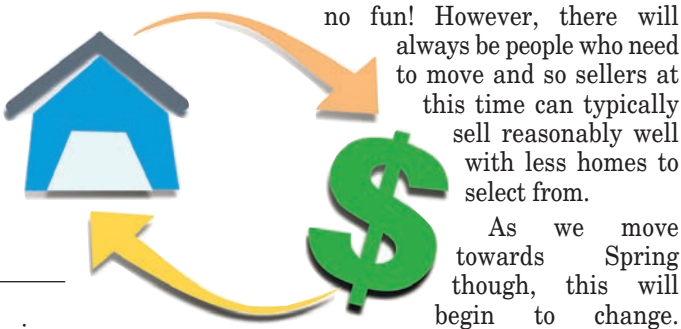 no fun! However, there will
always be people who need
to move and so sellers at
this time can typically
sell reasonably well
with less homes to
select from.
As we move
towards Spring
though, this will
begin to change.
$
.